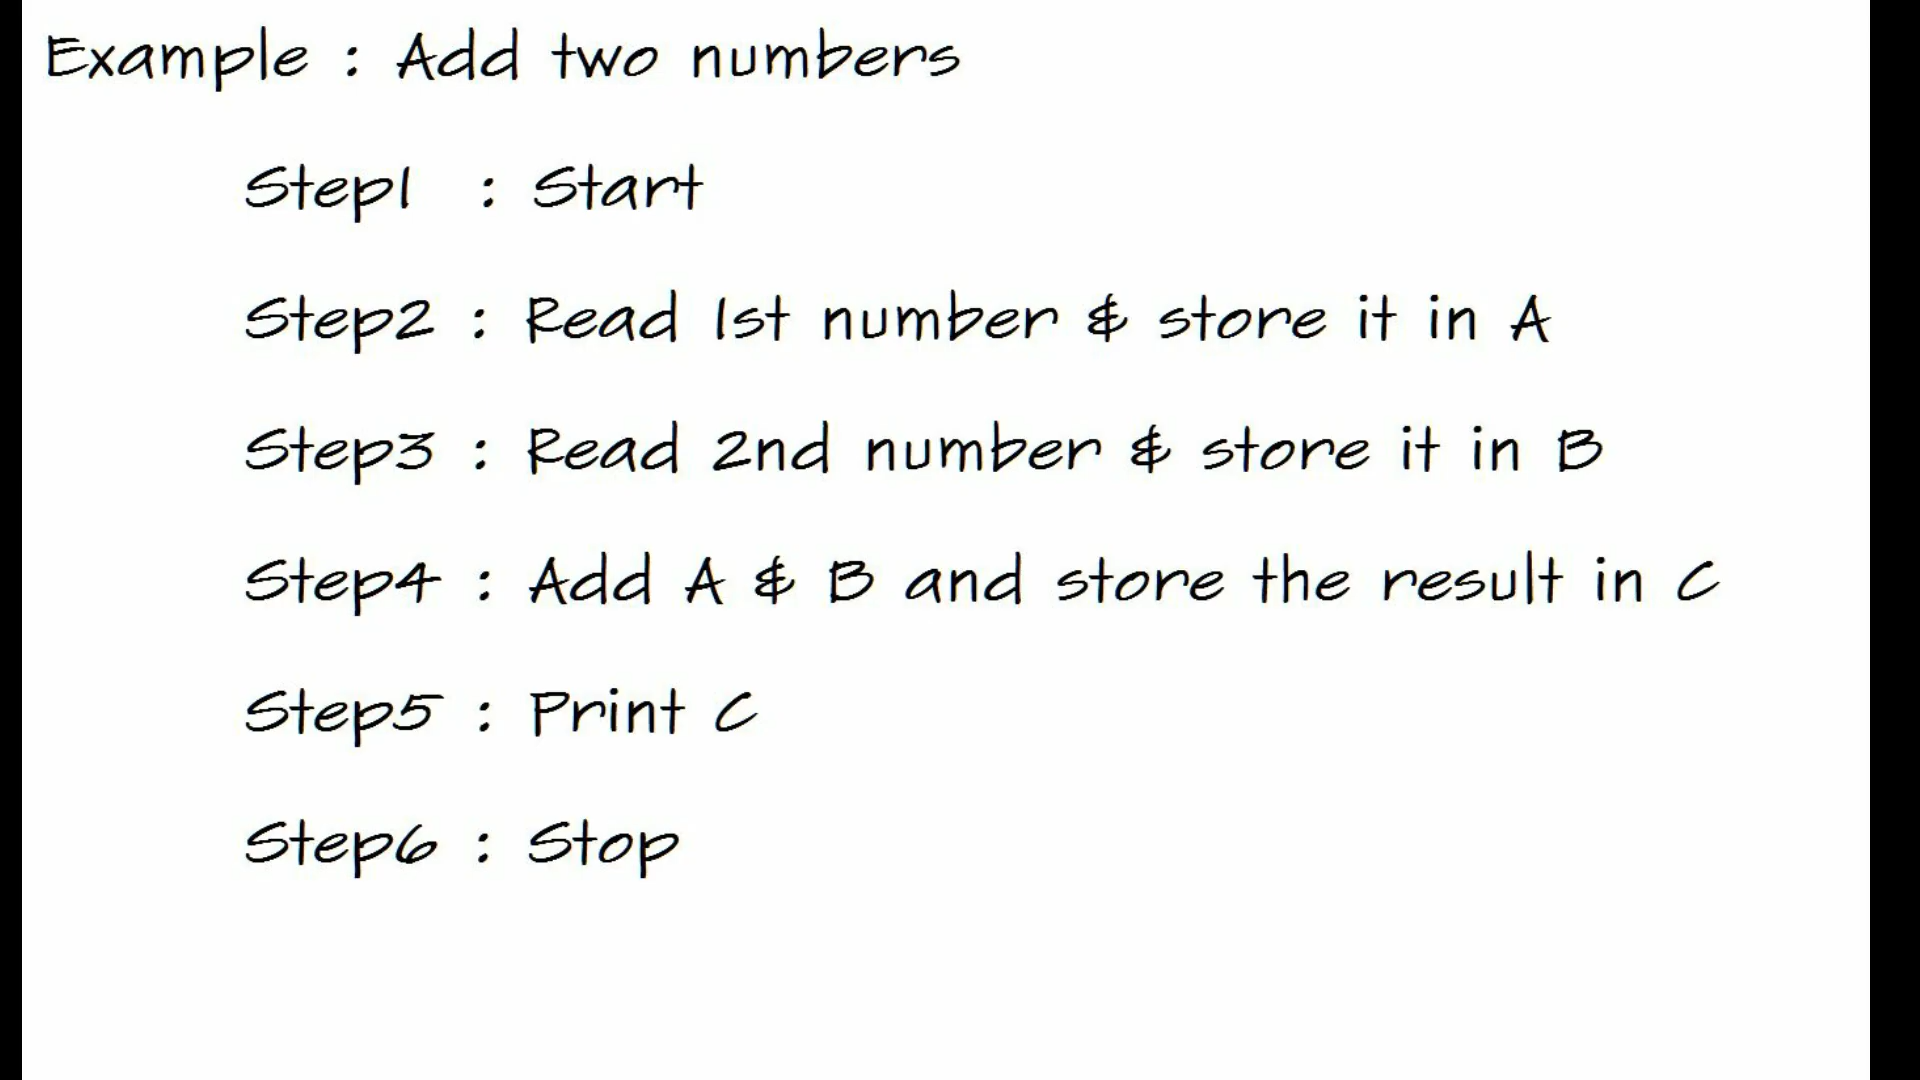 Example : Add two numbers
Step1 : Start
Step2 : Read 1st number & store it in A
Step3 : Read 2nd number & store it in B
Step4 : Add A & B and store the result in C
Step5 : Print C
Step6 : Stop